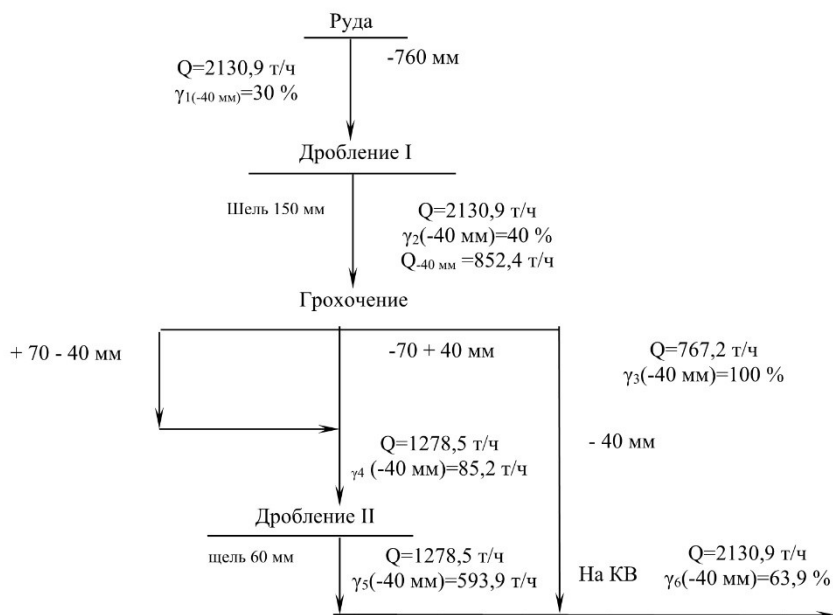 Руда
-760 мм
Q=2130,9 т/ч
γ1(-40 мм)=30 %
Дробление I
Шель 150 мм
Q=2130,9 т/ч
γ2(-40 мм)=40 %
Q-40 мм =852,4 т/ч
Грохочение
+ 70 - 40 мм
-70 + 40 мм
Q=767,2 т/ч
γ3(-40 мм)=100 %
Q=1278,5 т/ч
γ4 (-40 мм)=85,2 т/ч
- 40 мм
Дробление II
щель 60 мм
Q=1278,5 т/ч
γ5(-40 мм)=593,9 т/ч
На КВ
Q=2130,9 т/ч
γ6(-40 мм)=63,9 %